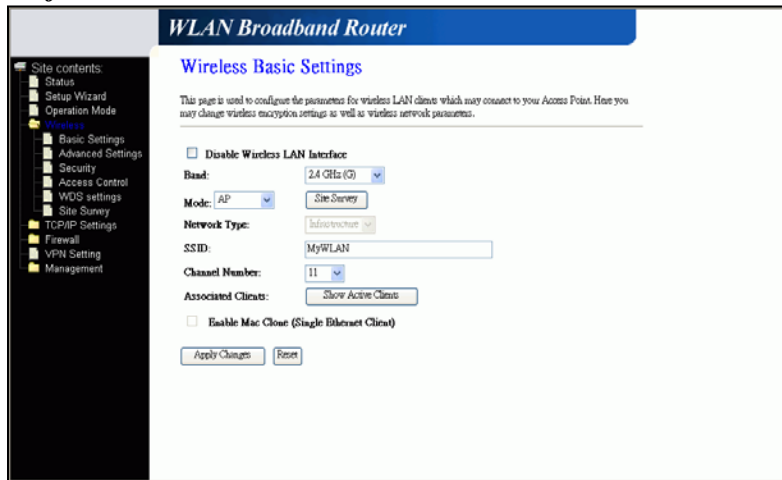 WLAN Broadband Router
Site contents:
Status
Setup Wizard
Operation Mode
Wireless
Basic Settings
Advanced Settings
Security
Access Control
WDS settings
Site Survey
TCP/IP Settings
Firewall
VPN Setting
Management
Wireless Basic Settings
This page is used to configure the parameters for wireless LAN clients which may connect to your Access Point. Here you
may change wireless encryption settings as well as wireless network parameters.
Disable Wireless LAN Interface
Band: 2.4 GHz (G)
Mode: AP Site Survey
Network Type: Infrastructure
SSID: MyWLAN
Channel Number: 11
Associated Clients: Show Active Clients
Enable Mac Clone (Single Ethernet Client)
Apply Changes Reset